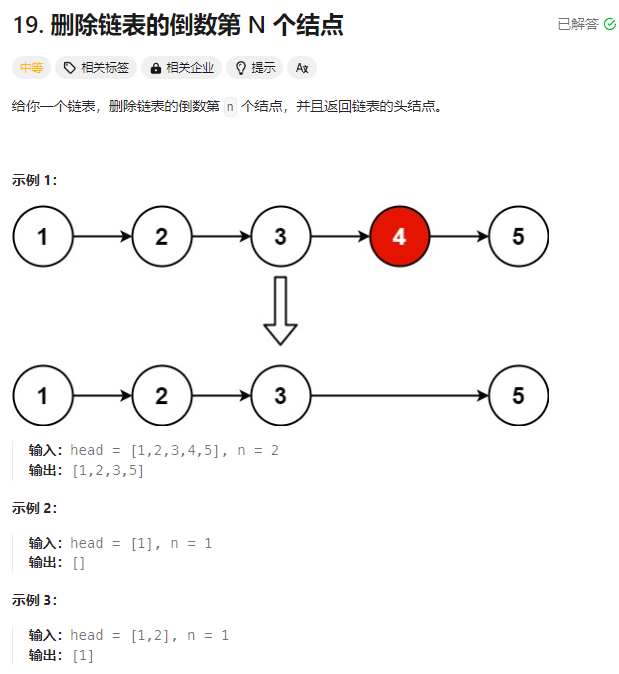 19. 删除链表的倒数第 N 个结点
已解答
中等 相关标签 相关企业 提示 Aあ
给你一个链表，删除链表的倒数第 n 个结点，并且返回链表的头结点。
示例 1：
1 2 3 4 5
1 2 3 5
输入：head = [1,2,3,4,5], n = 2
输出：[1,2,3,5]
示例 2：
输入：head = [1], n = 1
输出：[]
示例 3：
输入：head = [1,2], n = 1
输出：[1]